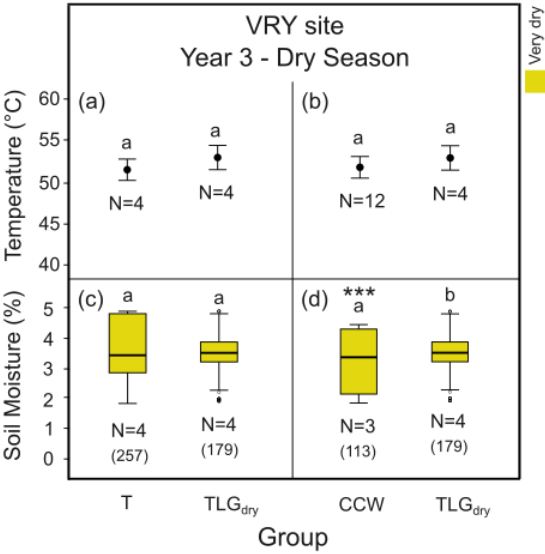 VRY site
Year 3 - Dry Season
Very dry
Temperature (°C)
60
55
50
45
40
(a)
a
N=4
a
N=4
(b)
a
N=12
a
N=4
Soil Moisture (%)
5
4
3
2
1
0
(c)
a
N=4
(257)
a
N=4
(179)
(d)
***
a
N=3
(113)
b
N=4
(179)
T
TLGdry
CCW
TLGdry
Group